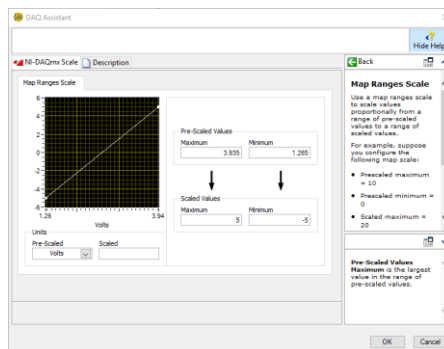 DAQ Assistant
Hide Help
NI-DAQmx Scale
Description
Map Ranges Scale
6
4
2
0
-2
-4
-6
1.26
3.94
Volts
Pre-Scaled Values
Maximum
Minimum
3.935
1.265
Scaled Values
Maximum
Minimum
5
-5
Units
Pre-Scaled
Scaled
Volts
Back
Map Ranges Scale
Use a map ranges scale
to scale values
proportionally from a
range of pre-scaled
values to a range of
scaled values.
For example, suppose
you configure the
following map scale:
• Prescaled maximum
= 10
• Prescaled minimum =
0
• Scaled maximum =
20
Pre-Scaled Values
Maximum is the largest
value in the range of
pre-scaled values.
OK
Cancel